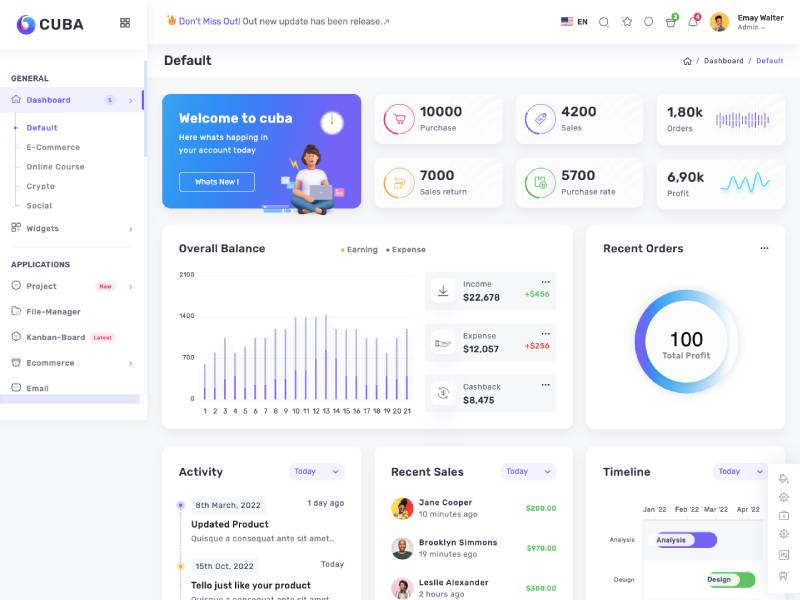 CUBA
Don't Miss Out! Out new update has been release.
EN
3
4
Emay Walter
Admin
Default
Dashboard / Default
GENERAL
Dashboard 5
Default
E-Commerce
Online Course
Crypto
Social
Widgets
APPLICATIONS
Project New
File-Manager
Kanban-Board Latest
Ecommerce
Email
Welcome to cuba
Here whats happing in
your account today
Whats New !
10000
Purchase
4200
Sales
1,80k
Orders
7000
Sales return
5700
Purchase rate
6,90k
Profit
Overall Balance
Earning Expense
2100
1400
700
0
1 2 3 4 5 6 7 8 9 10 11 12 13 14 15 16 17 18 19 20 21
Income
$22,678
+$456
Expense
$12,057
+$256
Cashback
$8,475
Recent Orders
100
Total Profit
Activity
Today
8th March, 2022
1 day ago
Updated Product
Quisque a consequat ante sit amet...
15th Oct, 2022
Today
Tello just like your product
Quisque a consequat ante sit amet...
Recent Sales
Today
Jane Cooper
10 minutes ago
$200.00
Brooklyn Simmons
19 minutes ago
$970.00
Leslie Alexander
2 hours ago
$300.00
Timeline
Today
Jan '22 Feb '22 Mar '22 Apr '22
Analysis
Analysis
Design
Design